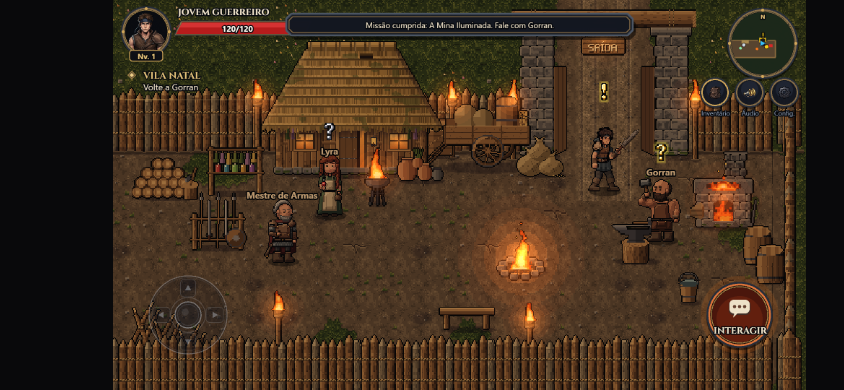 JOVEM GUERREIRO
120/120
Nv. 1
Missão cumprida: A Mina Iluminada. Fale com Gorran.
N
SAÍDA
VILA NATAL
Volte a Gorran
Inventário
Áudio
Config.
!
?
Lyra
?
Gorran
Mestre de Armas
INTERAGIR